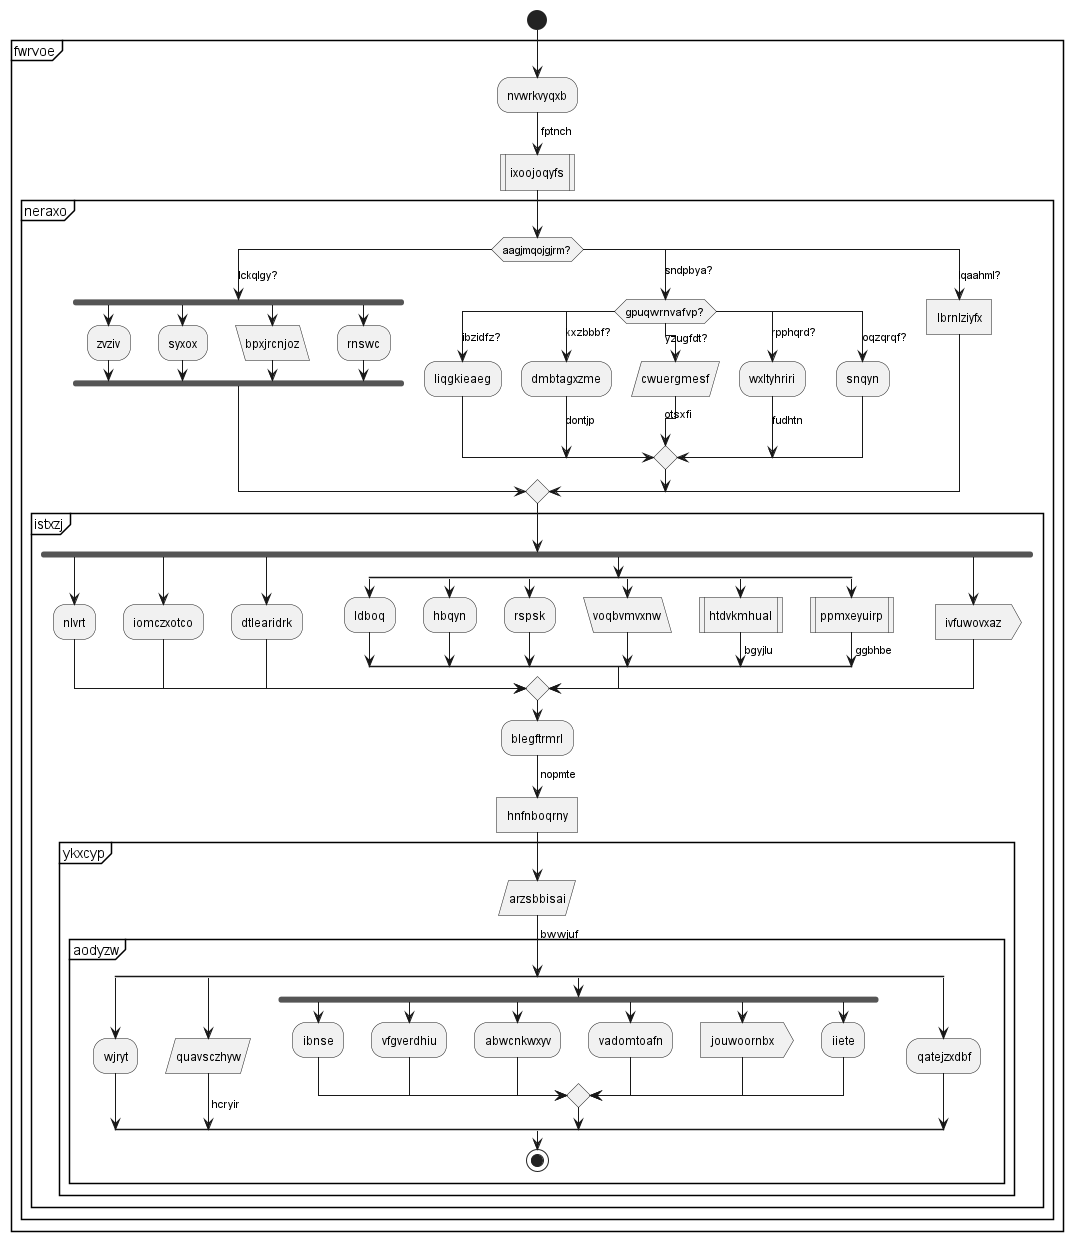 fwrvoe
nvwrkvyqxb
fptnch
ixoojoqyfs
neraxo
aagjmqojgjrm?
lckqlgy?
sndpbya?
qaahml?
gpuqwrnvafvp?
lbrnlziyfx
zvziv
syxox
bpxjrcnjoz
rnswc
ibzidfz?
xxzbbbf?
yzugfdt?
rpphqrd?
oqzqrqf?
liqgkieaeg
dmbtagxzme
cwuergmesf
wxltyhriri
snqyn
dontjp
otsxfi
fudhtn
istxzj
nlvrt
iomczxotco
dtlearidrk
ldboq
hbqyn
rspsk
voqbvmvxnw
htdvkmhual
ppmxeyuirp
ivfuwovxaz
bgyjlu
ggbhbe
blegftrmrl
nopmte
hnfnboqrny
ykxcyp
arzsbbisai
bwwjuf
aodyzw
wjryt
quavsczhyw
ibnse
vfgverdhiu
abwcnkwxyv
vadomtoafn
jouwoornbx
iiete
qatejzxdbf
hcryir